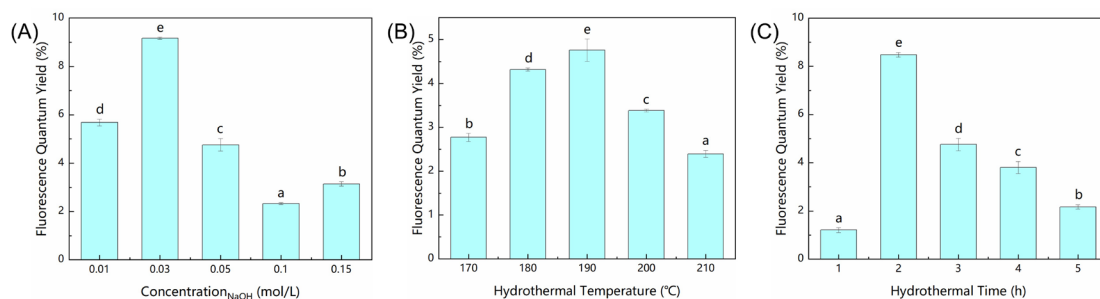 (A)
Fluorescence Quantum Yield (%)
10
8
6
4
2
0
d
e
c
a
b
0.01 0.03 0.05 0.1 0.15
Concentration NaOH (mol/L)
(B)
Fluorescence Quantum Yield (%)
5
4
3
2
1
0
b
d
e
c
a
170 180 190 200 210
Hydrothermal Temperature (℃)
(C)
Fluorescence Quantum Yield (%)
10
8
6
4
2
0
a
e
d
c
b
1 2 3 4 5
Hydrothermal Time (h)